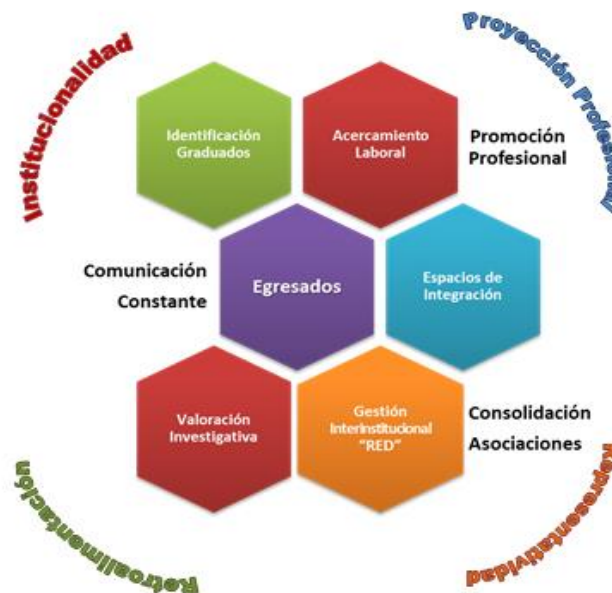 Institucionalidad
Proyección Profesional
Identificación
Graduados
Acercamiento
Laboral
Promoción
Profesional
Comunicación
Constante
Egresados
Espacios de
Integración
Valoración
Investigativa
Gestión
Interinstitucional
"RED"
Consolidación
Asociaciones
Retroalimentación
Representatividad